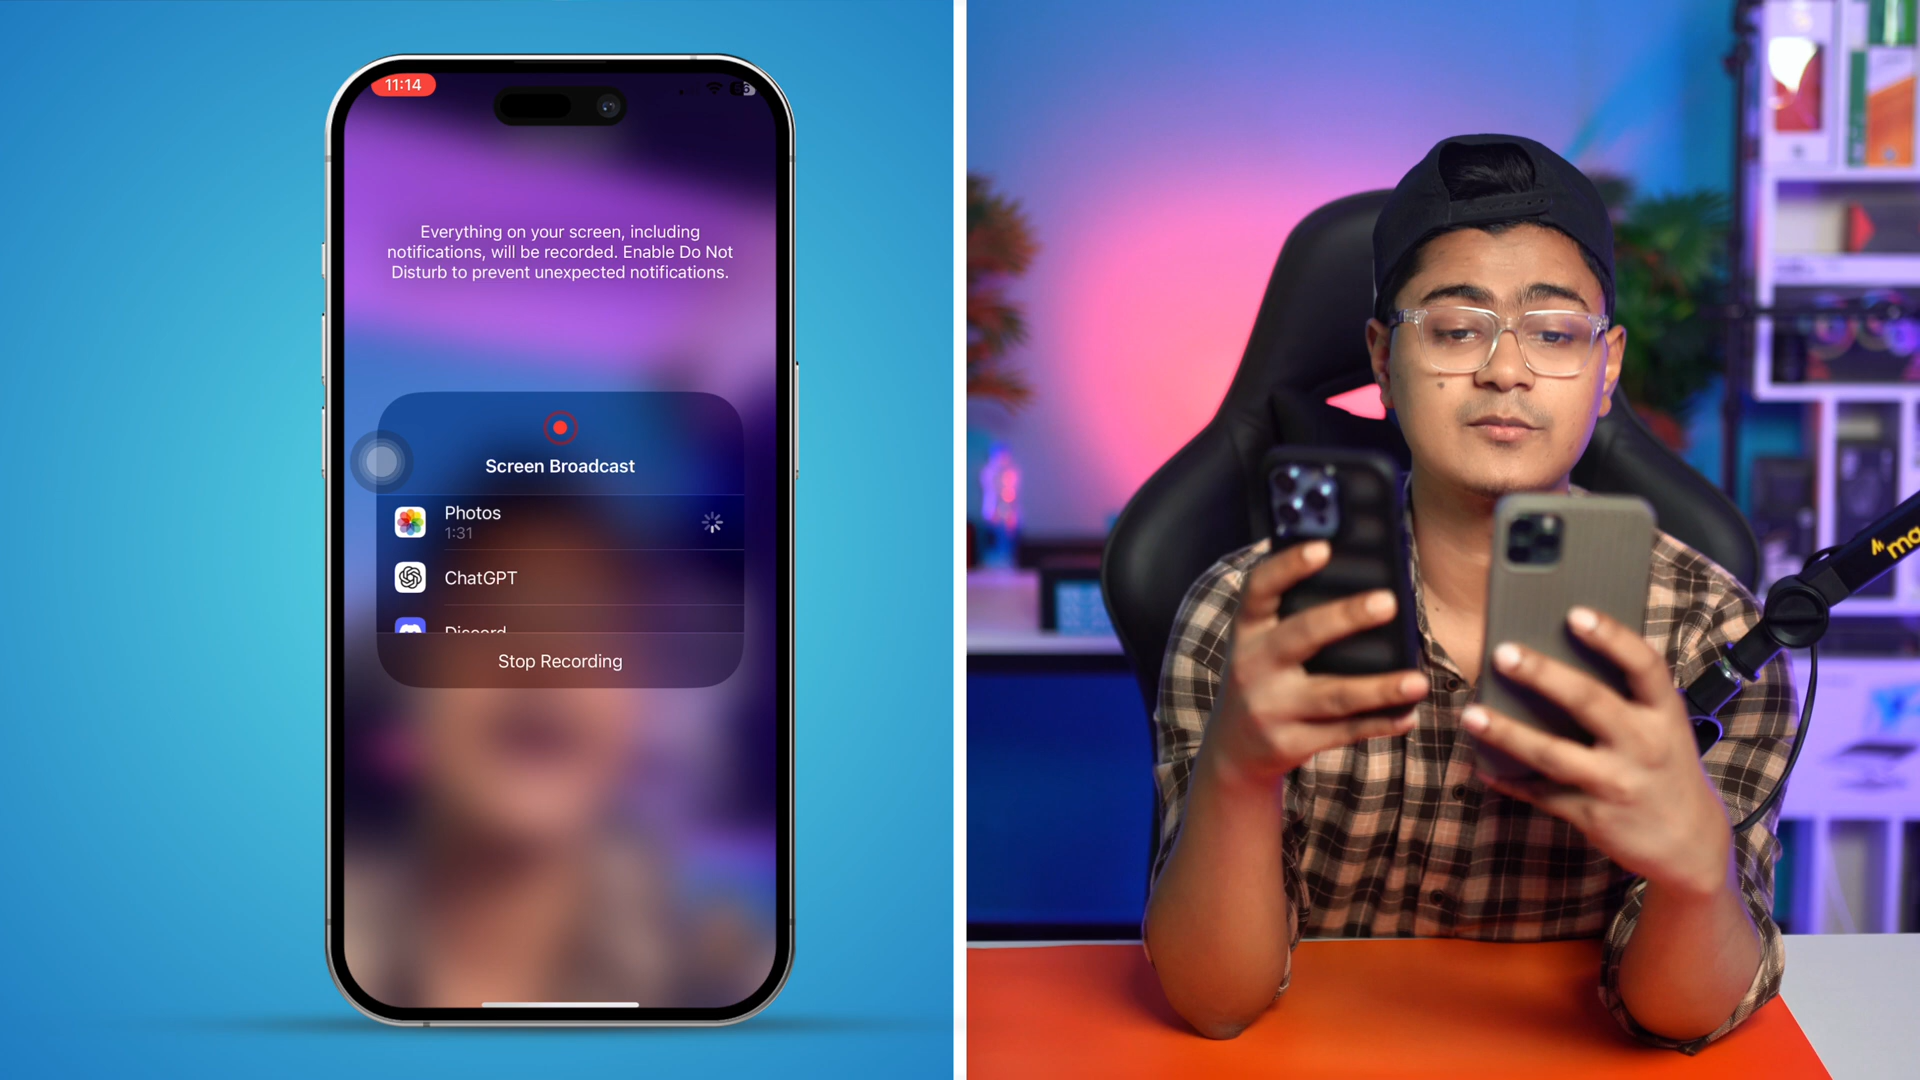 11:14
Everything on your screen, including
notifications, will be recorded. Enable Do Not
Disturb to prevent unexpected notifications.
Screen Broadcast
Photos
1:31
ChatGPT
Discord
Stop Recording